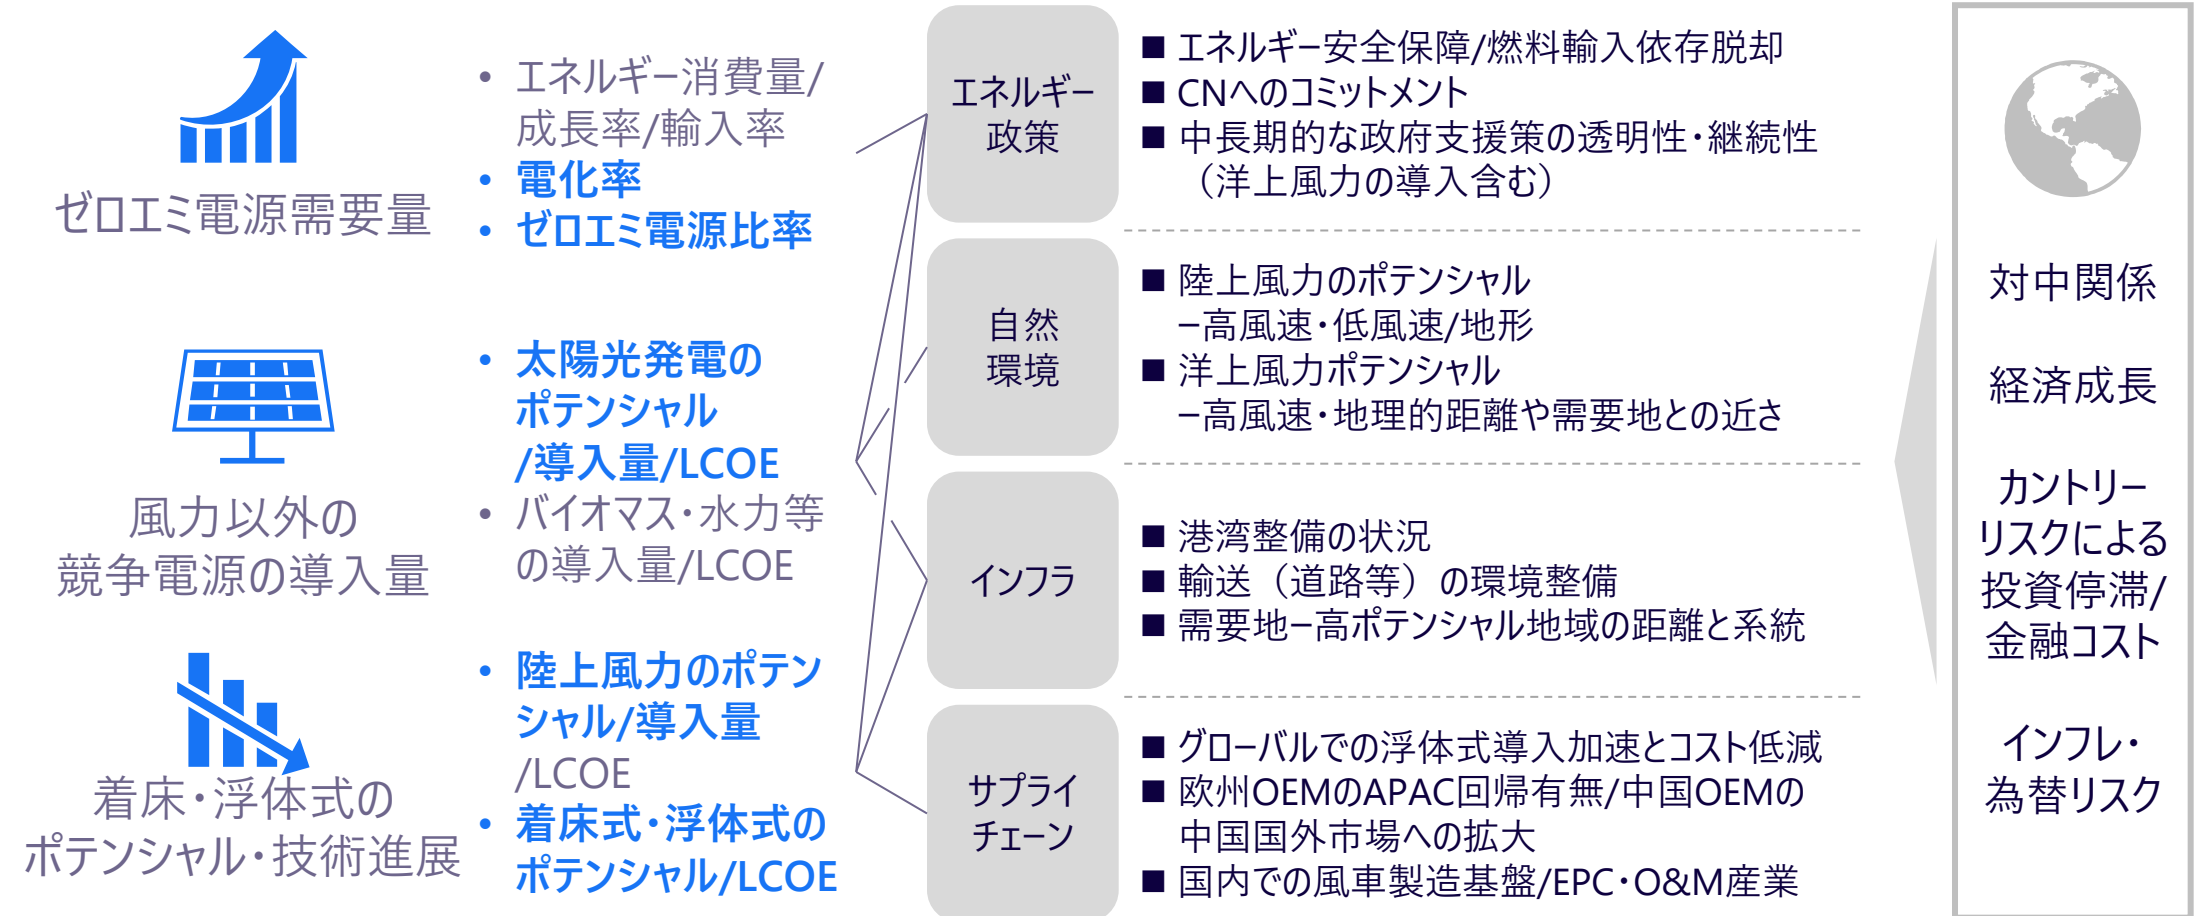 ゼロエミ電源需要量
• エネルギー消費量/
成長率/輸入率
• 電化率
• ゼロエミ電源比率
風力以外の
競争電源の導入量
• 太陽光発電の
ポテンシャル
/導入量/LCOE
• バイオマス・水力等
の導入量/LCOE
着床・浮体式の
ポテンシャル・技術進展
• 陸上風力のポテン
シャル/導入量
/LCOE
• 着床式・浮体式の
ポテンシャル/LCOE
エネルギー
政策
■ エネルギー安全保障/燃料輸入依存脱却
■ CNへのコミットメント
■ 中長期的な政府支援策の透明性・継続性
（洋上風力の導入含む）
自然
環境
■ 陸上風力のポテンシャル
−高風速・低風速/地形
■ 洋上風力ポテンシャル
−高風速・地理的距離や需要地との近さ
インフラ
■ 港湾整備の状況
■ 輸送（道路等）の環境整備
■ 需要地−高ポテンシャル地域の距離と系統
サプライ
チェーン
■ グローバルでの浮体式導入加速とコスト低減
■ 欧州OEMのAPAC回帰有無/中国OEMの
中国国外市場への拡大
■ 国内での風車製造基盤/EPC・O&M産業
対中関係
経済成長
カントリー
リスクによる
投資停滞/
金融コスト
インフレ・
為替リスク